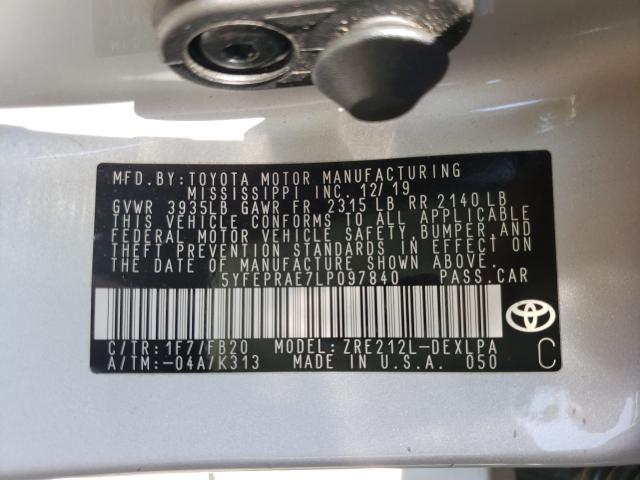 MFD.BY:TOYOTA MOTOR MANUFACTURING
MISSISSIPPI INC. 12/19
GVWR 3935LB GAWR FR 2315 LB RR 2140 LB
THIS VEHICLE CONFORMS TO ALL APPLICABLE
FEDERAL MOTOR VEHICLE SAFETY, BUMPER, AND
THEFT PREVENTION STANDARDS IN EFFECT ON
THE DATE OF MANUFACTURE SHOWN ABOVE.
5YFEPRAE7LP097840 PASS.CAR
C/TR:1F7/FB20 MODEL:ZRE212L-DEXLPA
A/TM:-04A/K313 MADE IN U.S.A. 050
C